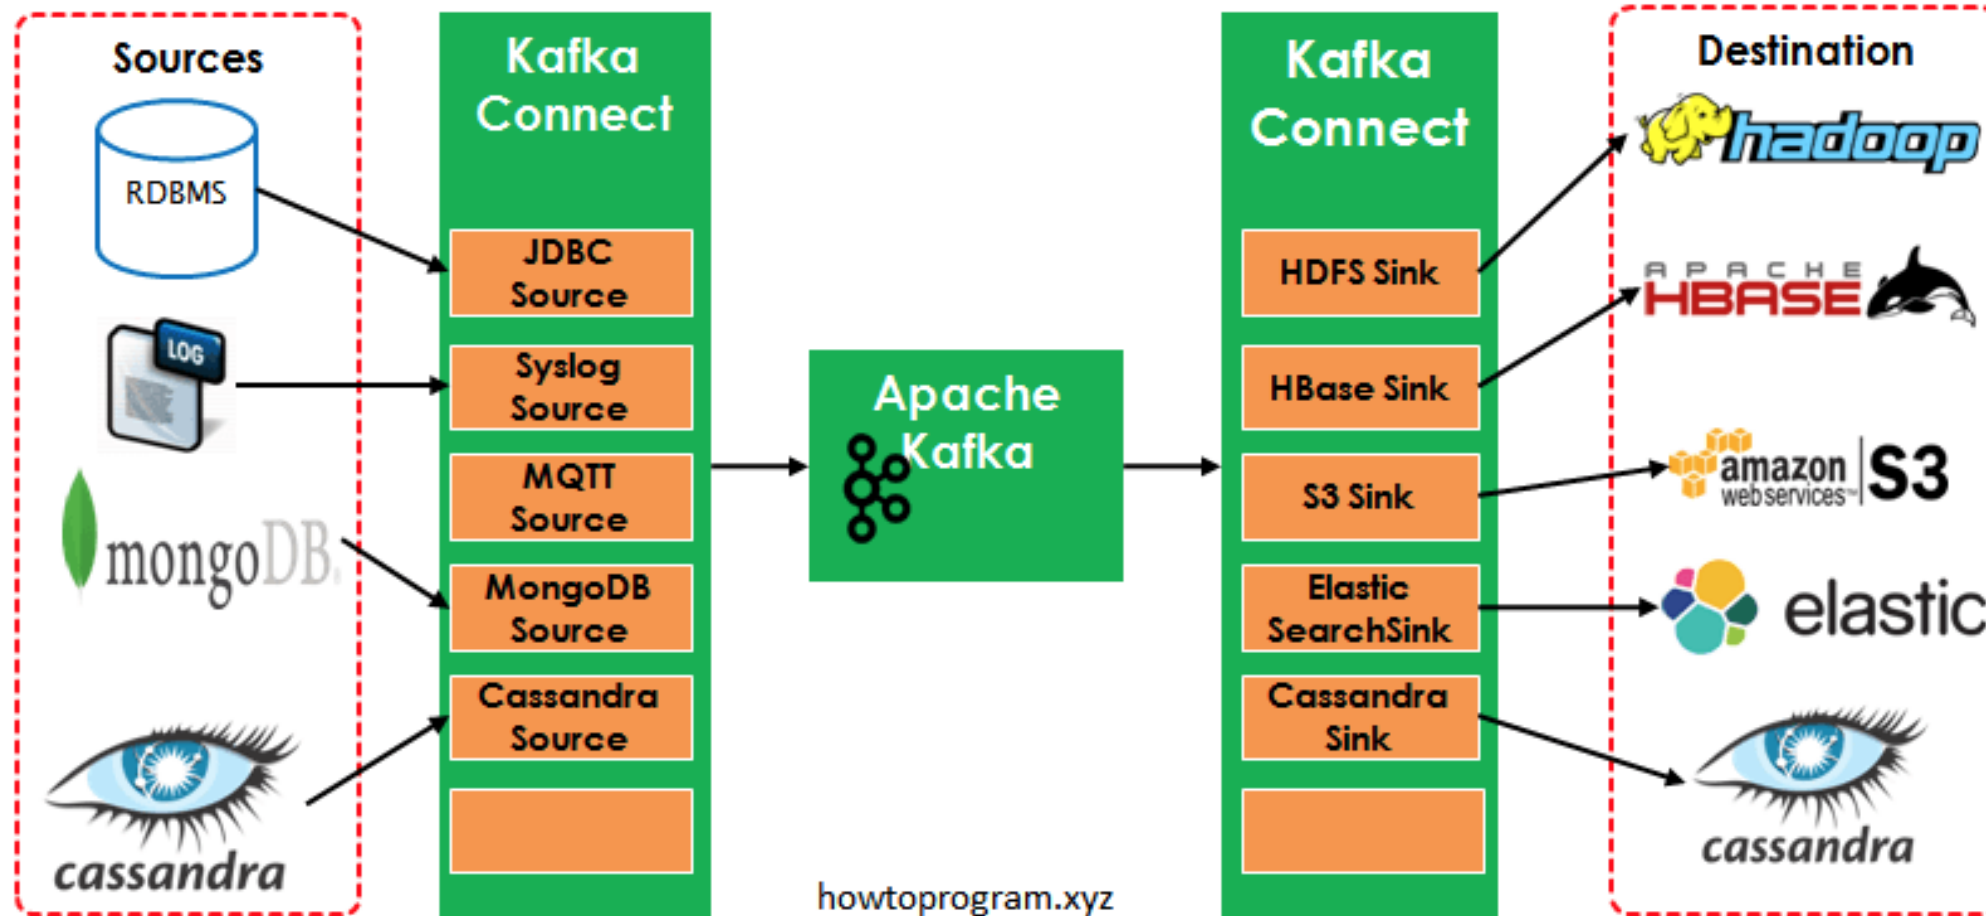 Sources
RDBMS
LOG
mongoDB
cassandra
Kafka
Connect
JDBC
Source
Syslog
Source
MQTT
Source
MongoDB
Source
Cassandra
Source
Apache
Kafka
howtoprogram.xyz
Kafka
Connect
HDFS Sink
HBase Sink
S3 Sink
Elastic
SearchSink
Cassandra
Sink
Destination
hadoop
APACHE
HBASE
amazon
webservices™
S3
elastic
cassandra